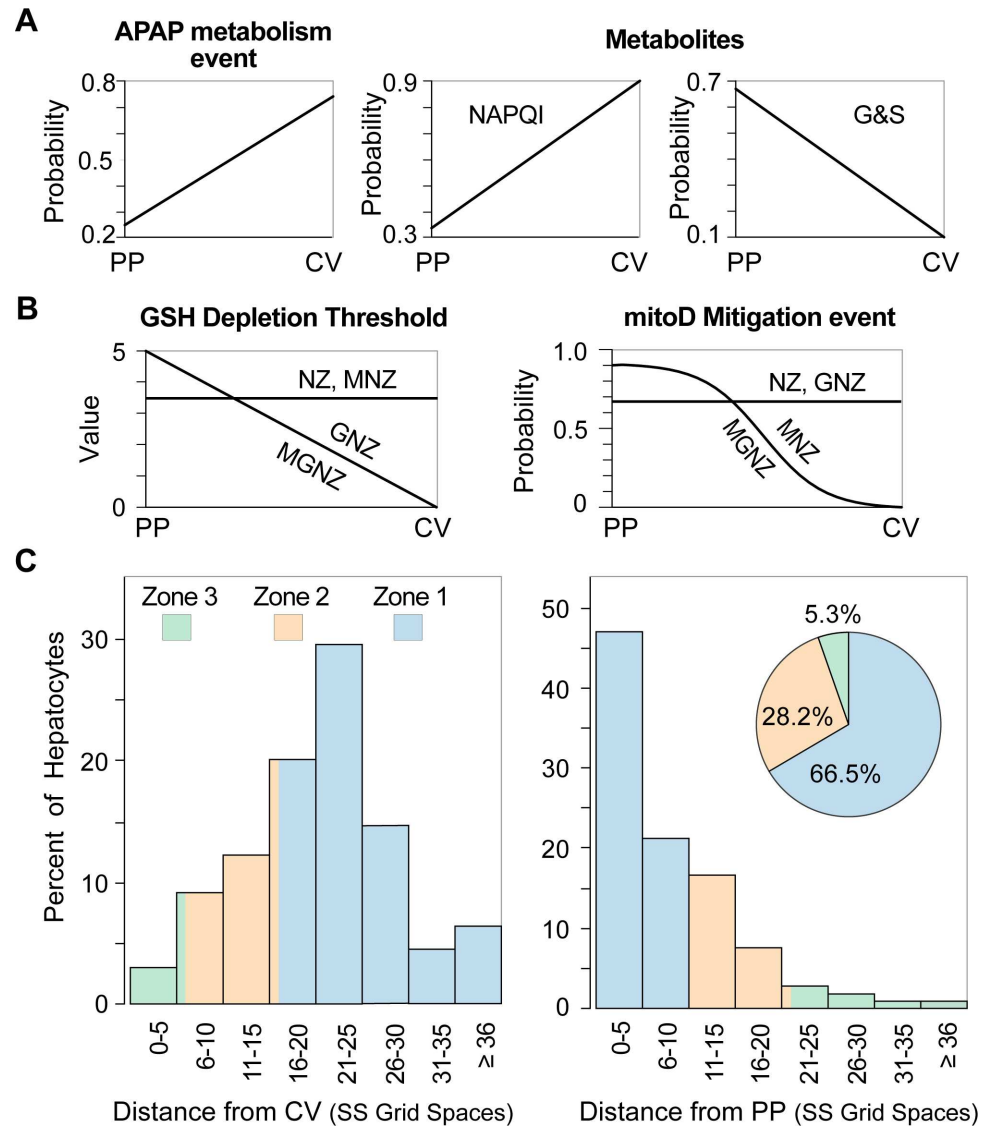 A
APAP metabolism
event
Metabolites
Probability
0.8
0.5
0.2
PP
CV
Probability
0.9
0.3
NAPQI
PP
CV
Probability
0.7
0.1
G&S
PP
CV
B
GSH Depletion Threshold
Value
5
0
NZ, MNZ
GNZ
MGNZ
PP
CV
mitoD Mitigation event
Probability
1.0
0.5
0
NZ, GNZ
MNZ
MGNZ
PP
CV
C
Zone 3
Zone 2
Zone 1
Percent of Hepatocytes
30
20
10
0
0-5
6-10
11-15
16-20
21-25
26-30
31-35
≥ 36
Distance from CV (SS Grid Spaces)
50
40
30
20
10
0
5.3%
28.2%
66.5%
0-5
6-10
11-15
16-20
21-25
26-30
31-35
≥ 36
Distance from PP (SS Grid Spaces)